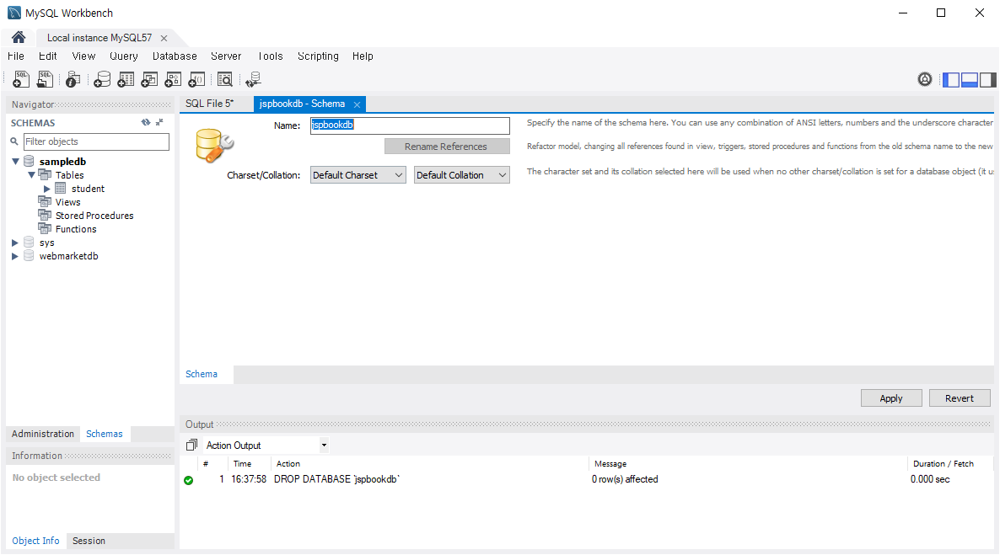 MySQL Workbench
Local instance MySQL57
File Edit View Query Database Server Tools Scripting Help
Navigator
SCHEMAS
Filter objects
sampledb
Tables
student
Views
Stored Procedures
Functions
sys
webmarketdb
Administration Schemas
Information
No object selected
Object Info Session
SQL File 5* jspbookdb - Schema
Name: jspbookdb
Specify the name of the schema here. You can use any combination of ANSI letters, numbers and the underscore character
Rename References
Refactor model, changing all references found in view, triggers, stored procedures and functions from the old schema name to the new
Charset/Collation: Default Charset Default Collation
The character set and its collation selected here will be used when no other charset/collation is set for a database object (it u
Schema
Apply Revert
Output
Action Output
# Time Action Message Duration / Fetch
1 16:37:58 DROP DATABASE `jspbookdb` 0 row(s) affected 0.000 sec